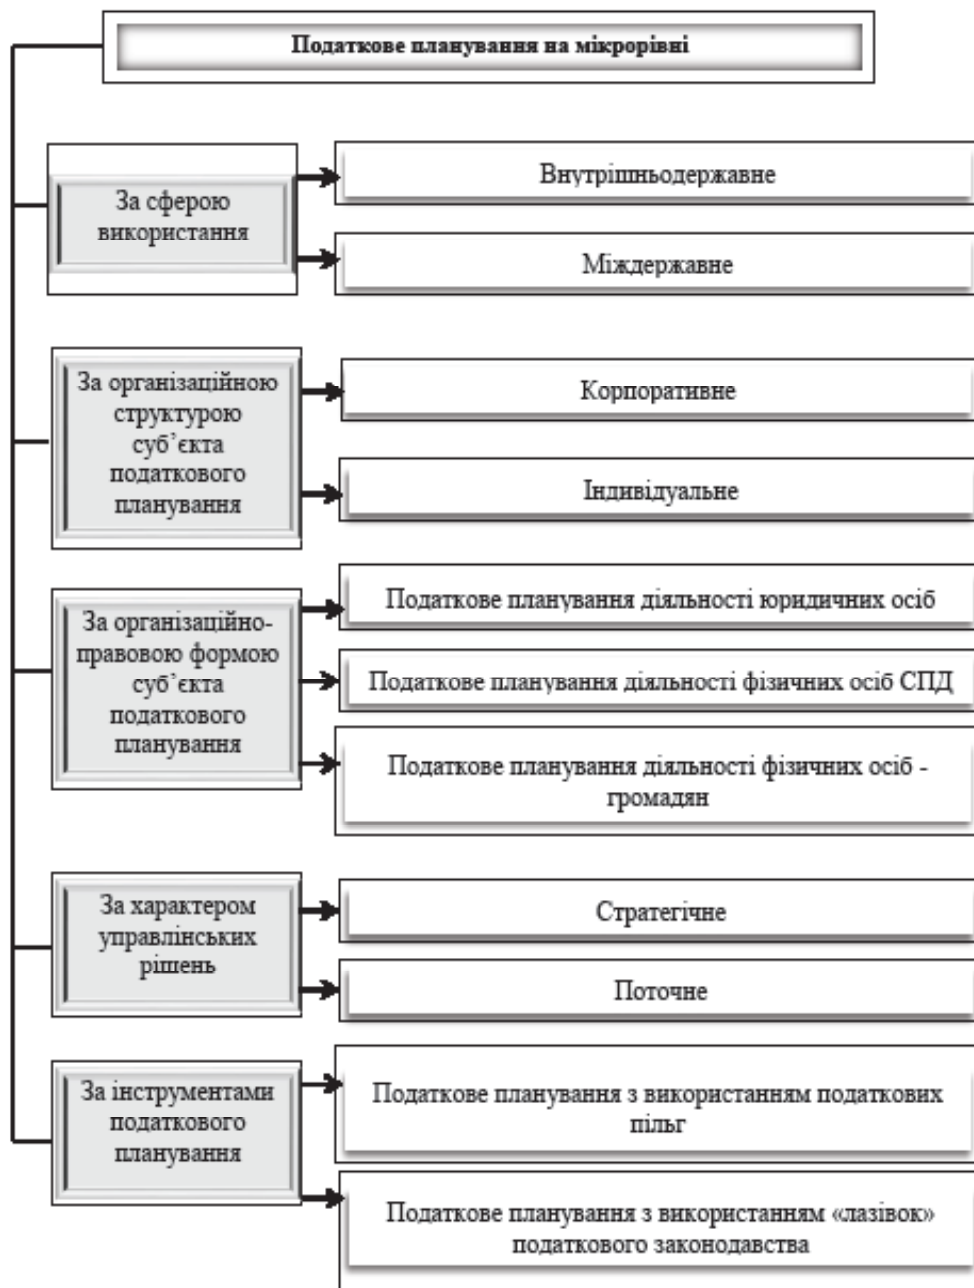 Податкове планування на мікрорівні
За сферою
використання
Внутрішньодержавне
Міждержавне
За організаційною
структурою
суб’єкта
податкового
планування
Корпоративне
Індивідуальне
За організаційно-
правовою формою
суб’єкта
податкового
планування
Податкове планування діяльності юридичних осіб
Податкове планування діяльності фізичних осіб СПД
Податкове планування діяльності фізичних осіб -
громадян
За характером
управлінських
рішень
Стратегічне
Поточне
За інструментами
податкового
планування
Податкове планування з використанням податкових
пільг
Податкове планування з використанням «лазівок»
податкового законодавства